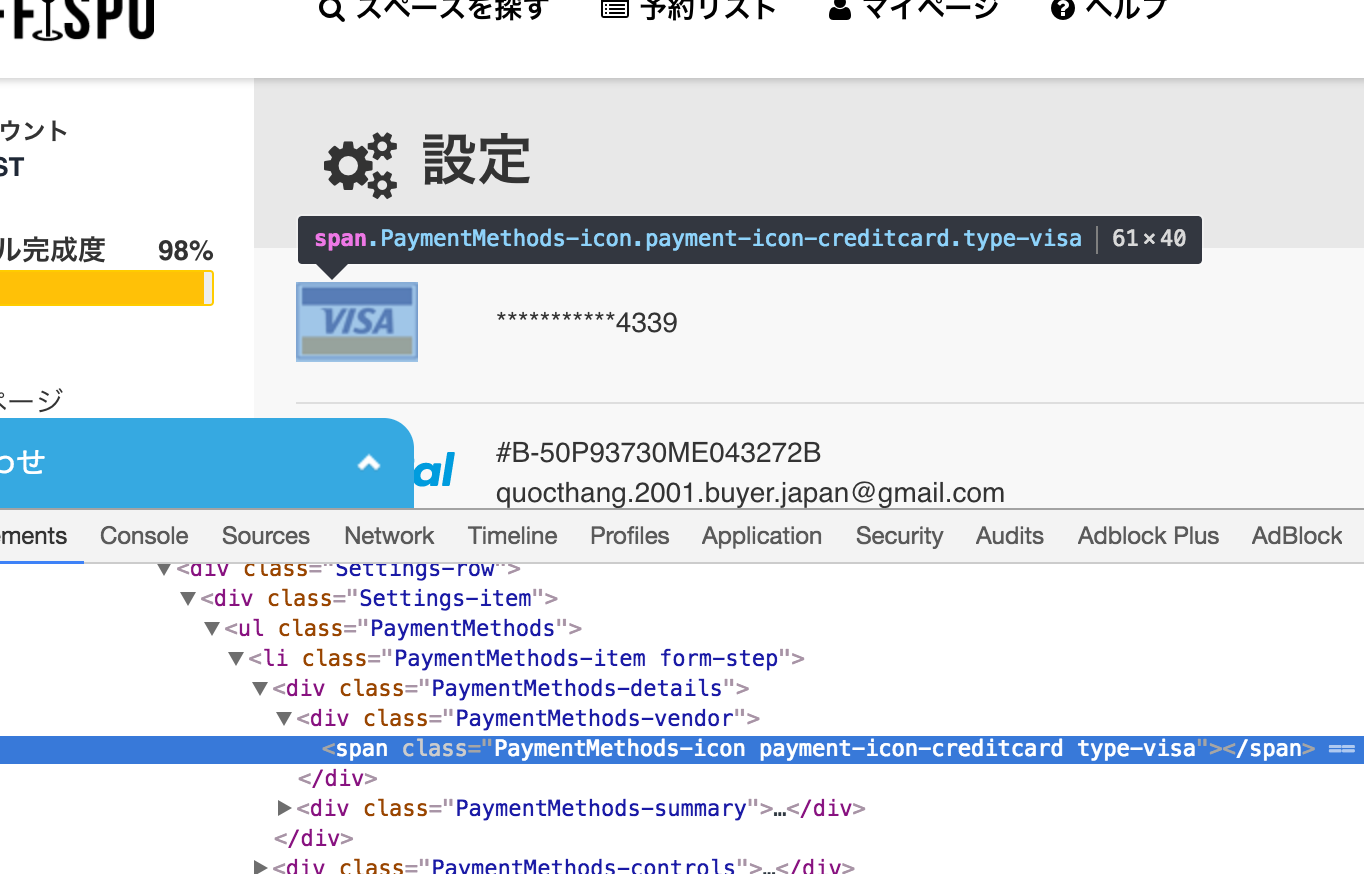 スペースを探す 予約リスト マイページ ヘルプ
FFISPO
ウント
ST
設定
span.PaymentMethods-icon.payment-icon-creditcard.type-visa 61×40
ル完成度 98%
VISA
***********4339
ページ
わせ
al
#B-50P93730ME043272B
quocthang.2001.buyer.japan@gmail.com
ements Console Sources Network Timeline Profiles Application Security Audits Adblock Plus AdBlock
▼<div class="Settings-row">
▼<div class="Settings-item">
▼<ul class="PaymentMethods">
▼<li class="PaymentMethods-item form-step">
▼<div class="PaymentMethods-details">
▼<div class="PaymentMethods-vendor">
<span class="PaymentMethods-icon payment-icon-creditcard type-visa"></span> ==
</div>
▶<div class="PaymentMethods-summary">…</div>
</div>
▶<div class="PaymentMethods-controls">…</div>